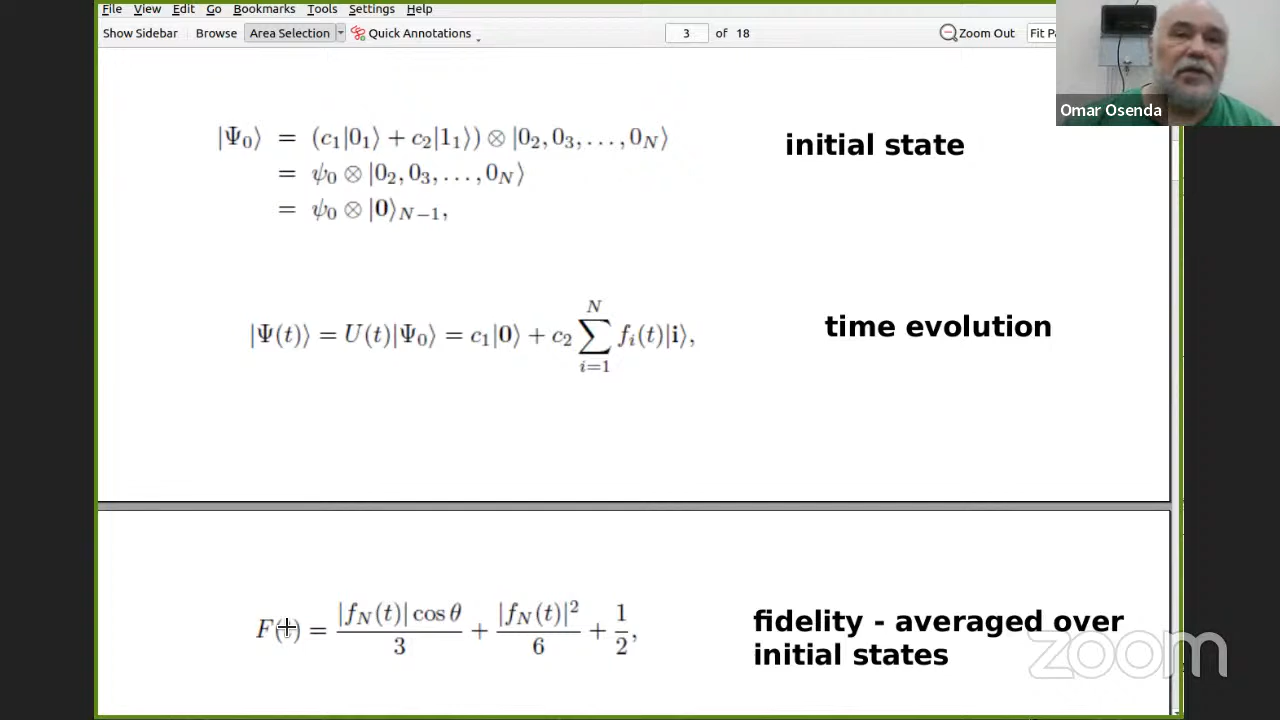 File View Edit Go Bookmarks Tools Settings Help
Show Sidebar Browse Area Selection Quick Annotations 3 of 18 Zoom Out Fit Pa
Omar Osenda
|Ψ₀⟩ = (c₁|0₁⟩ + c₂|1₁⟩) ⊗ |0₂, 0₃, . . . , 0_N⟩
initial state
= ψ₀ ⊗ |0₂, 0₃, . . . , 0_N⟩
= ψ₀ ⊗ |𝟎⟩_{N−1},
|Ψ(t)⟩ = U(t)|Ψ₀⟩ = c₁|𝟎⟩ + c₂ ∑_{i=1}^{N} f_i(t)|𝐢⟩,
time evolution
F(t) = |f_N(t)| cos θ / 3 + |f_N(t)|² / 6 + 1 / 2,
fidelity - averaged over
initial states
zoom